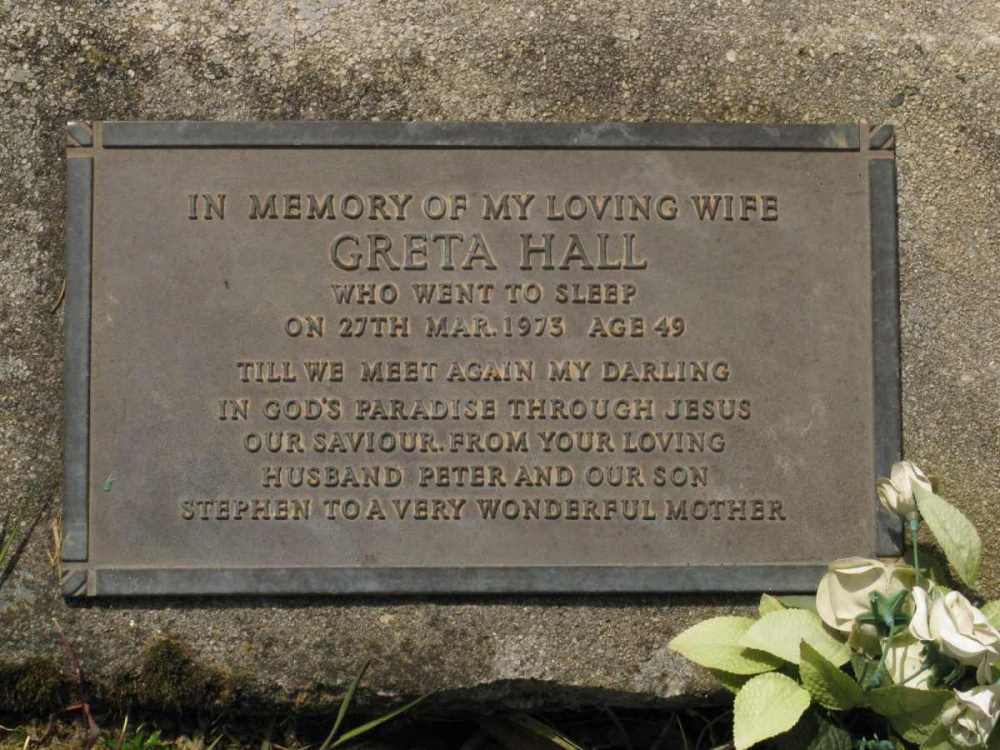 IN MEMORY OF MY LOVING WIFE
GRETA HALL
WHO WENT TO SLEEP
ON 27TH MAR. 1973 AGE 49
TILL WE MEET AGAIN MY DARLING
IN GOD'S PARADISE THROUGH JESUS
OUR SAVIOUR. FROM YOUR LOVING
HUSBAND PETER AND OUR SON
STEPHEN TO A VERY WONDERFUL MOTHER